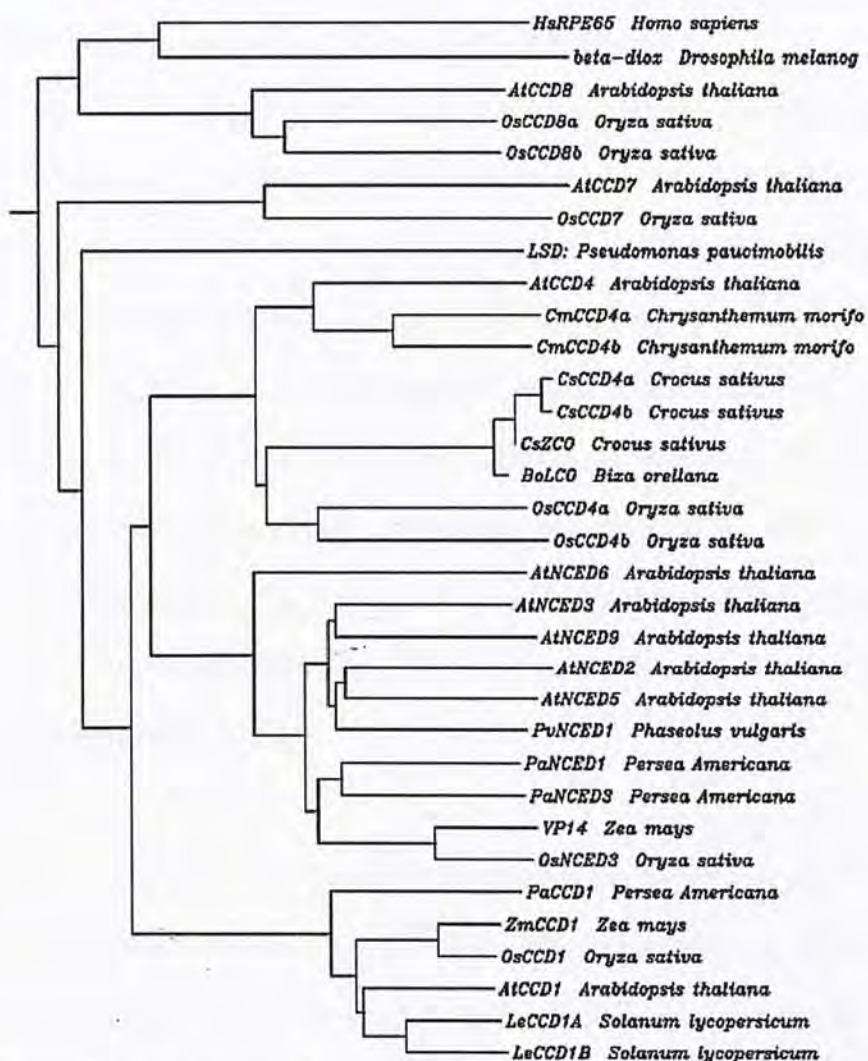 HsRPE65 Homo sapiens
beta-diox Drosophila melanog
AtCCD8 Arabidopsis thaliana
OsCCD8a Oryza sativa
OsCCD8b Oryza sativa
AtCCD7 Arabidopsis thaliana
OsCCD7 Oryza sativa
LSD: Pseudomonas paucimobilis
AtCCD4 Arabidopsis thaliana
CmCCD4a Chrysanthemum morifo
CmCCD4b Chrysanthemum morifo
CsCCD4a Crocus sativus
CsCCD4b Crocus sativus
CsZCO Crocus sativus
BoLCO Biza orellana
OsCCD4a Oryza sativa
OsCCD4b Oryza sativa
AtNCED6 Arabidopsis thaliana
AtNCED3 Arabidopsis thaliana
AtNCED9 Arabidopsis thaliana
AtNCED2 Arabidopsis thaliana
AtNCED5 Arabidopsis thaliana
PvNCED1 Phaseolus vulgaris
PaNCED1 Persea Americana
PaNCED3 Persea Americana
VP14 Zea mays
OsNCED3 Oryza sativa
PaCCD1 Persea Americana
ZmCCD1 Zea mays
OsCCD1 Oryza sativa
AtCCD1 Arabidopsis thaliana
LeCCD1A Solanum lycopersicum
LeCCD1B Solanum lycopersicum